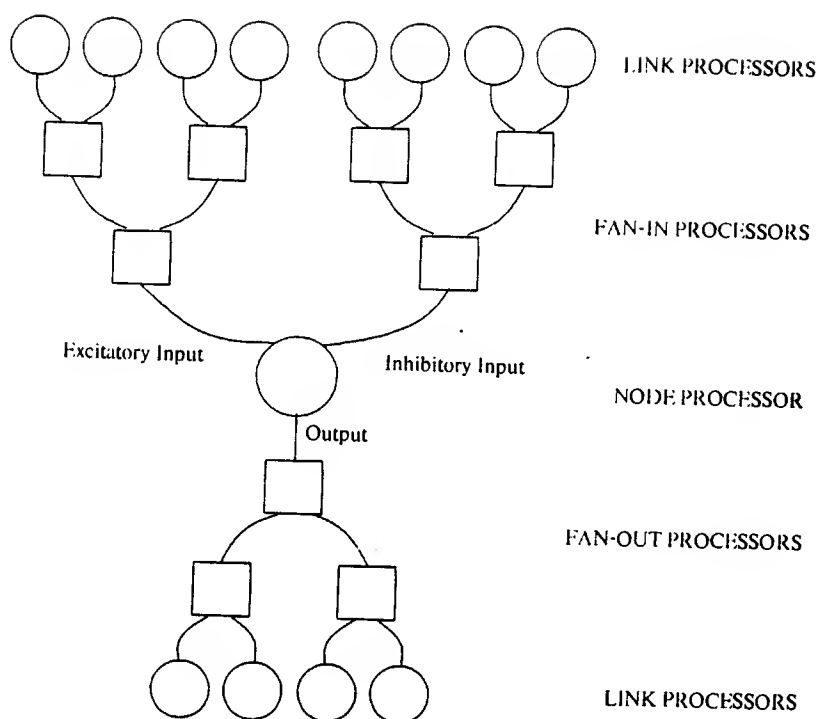 LINK PROCESSORS
FAN-IN PROCESSORS
Excitatory Input
Inhibitory Input
NODE PROCESSOR
Output
FAN-OUT PROCESSORS
LINK PROCESSORS